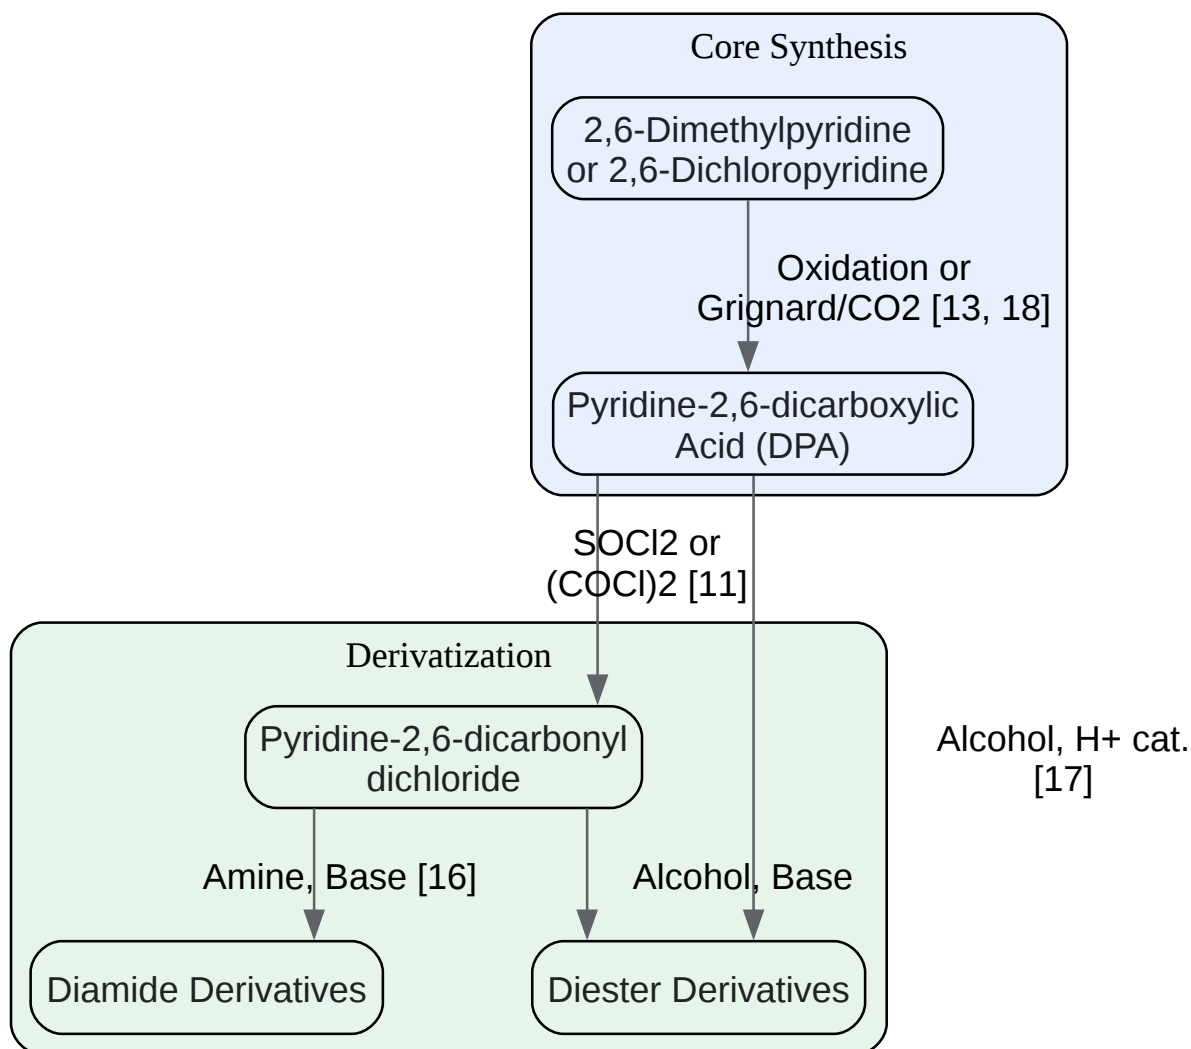 Core Synthesis
2,6-Dimethylpyridine
or 2,6-Dichloropyridine
Oxidation or
Grignard/CO2 [13, 18]
Pyridine-2,6-dicarboxylic
Acid (DPA)
SOCl2 or
(COCl)2 [11]
Derivatization
Pyridine-2,6-dicarbonyl
dichloride
Alcohol, H+ cat.
[17]
Amine, Base [16]
Alcohol, Base
Diamide Derivatives
Diester Derivatives